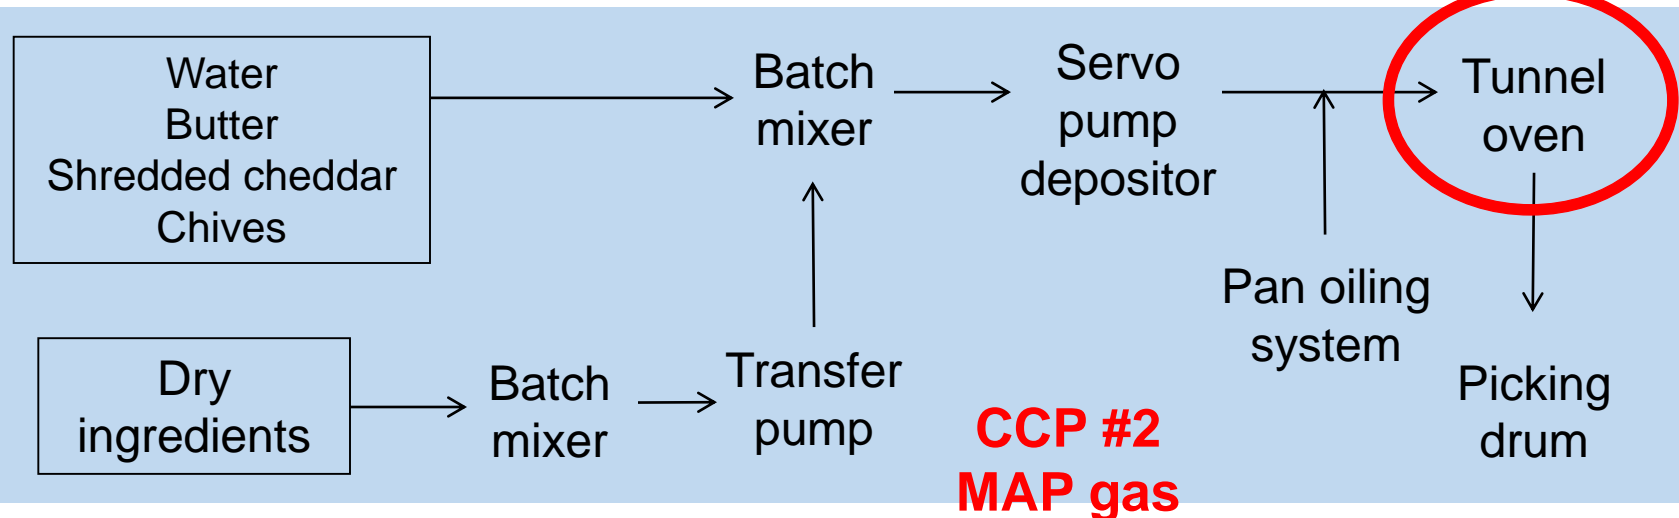 Water
Butter
Shredded cheddar
Chives
Batch
mixer
Servo
pump
depositor
Tunnel
oven
Dry
ingredients
Batch
mixer
Transfer
pump
Pan oiling
system
Picking
drum
CCP #2
MAP gas